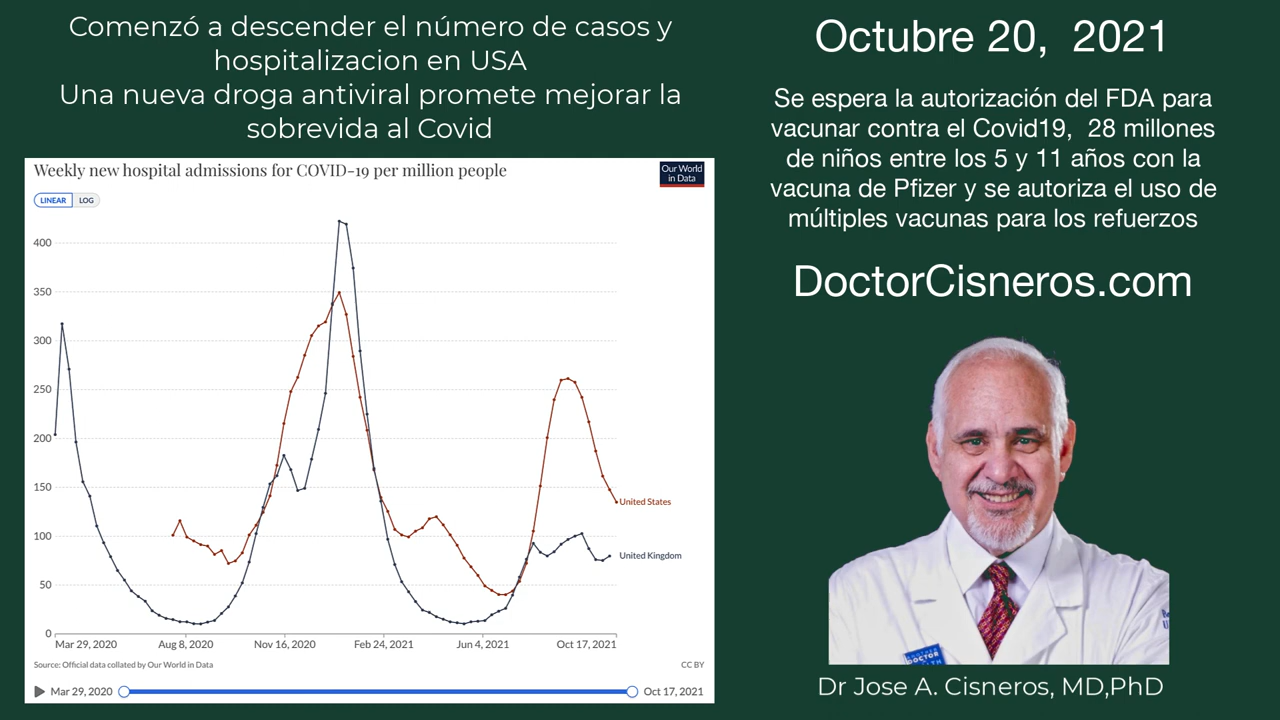 Comenzó a descender el número de casos y
hospitalizacion en USA
Una nueva droga antiviral promete mejorar la
sobrevida al Covid
Weekly new hospital admissions for COVID-19 per million people
Our World
in Data
LINEAR LOG
400
350
300
250
200
150
100
50
0
United States
United Kingdom
Mar 29, 2020 Aug 8, 2020 Nov 16, 2020 Feb 24, 2021 Jun 4, 2021 Oct 17, 2021
Source: Official data collated by Our World in Data CC BY
Mar 29, 2020 Oct 17, 2021
Octubre 20, 2021
Se espera la autorización del FDA para
vacunar contra el Covid19, 28 millones
de niños entre los 5 y 11 años con la
vacuna de Pfizer y se autoriza el uso de
múltiples vacunas para los refuerzos
DoctorCisneros.com
DOCTOR
Dr Jose A. Cisneros, MD,PhD